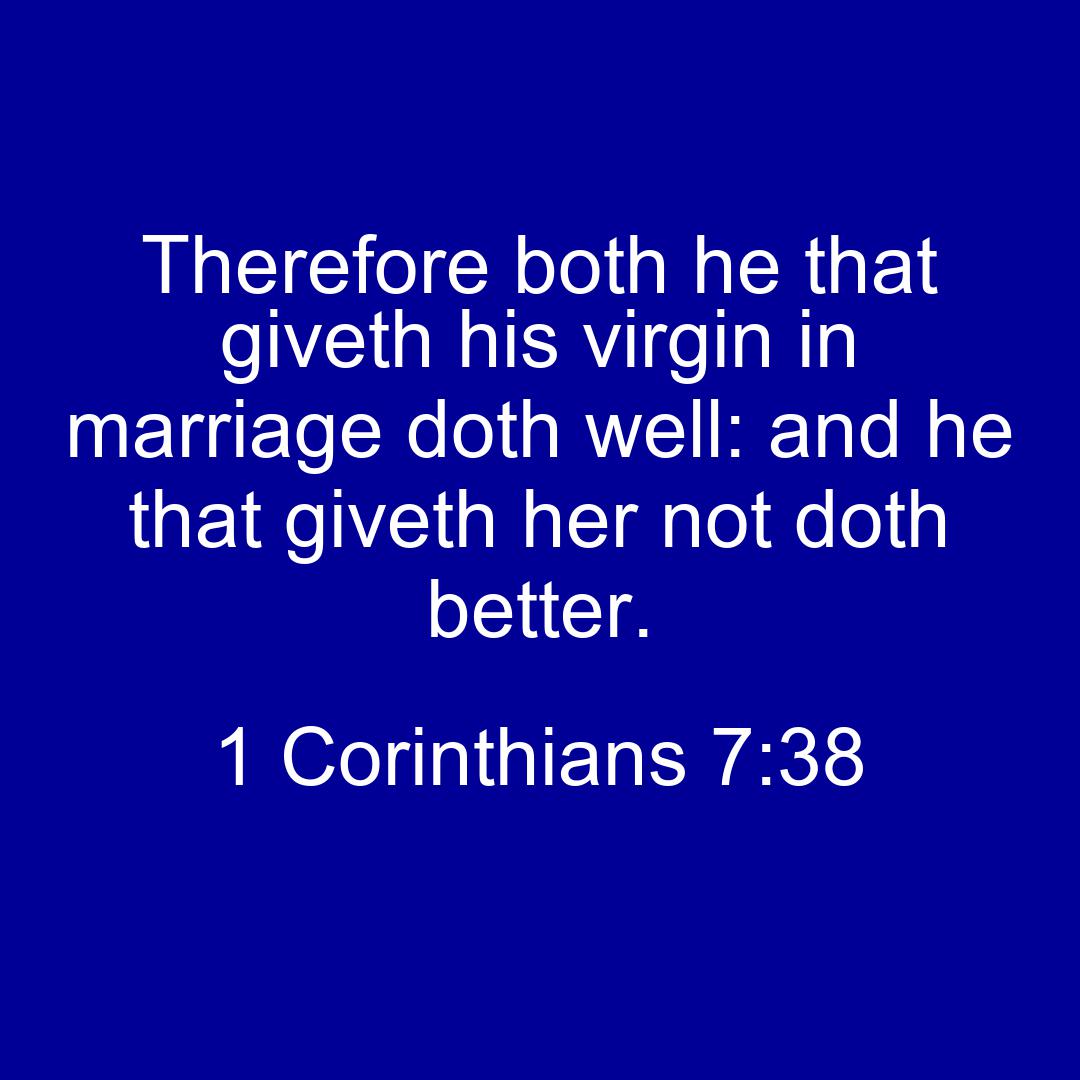 Therefore both he that
giveth his virgin in
marriage doth well: and he
that giveth her not doth
better.
1 Corinthians 7:38